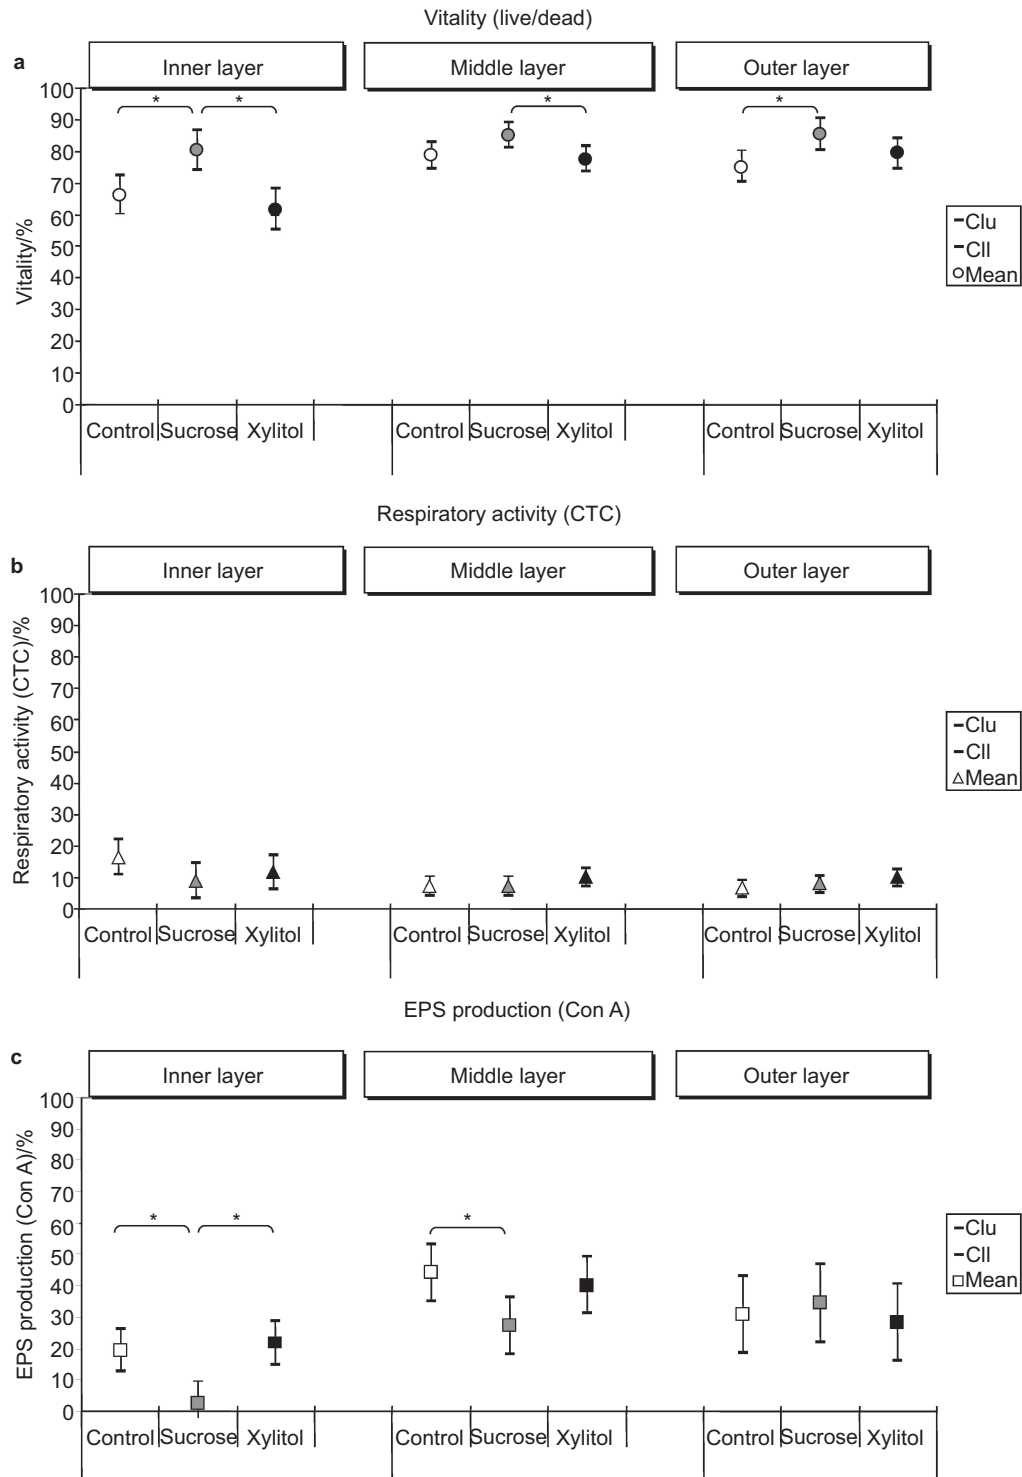 Vitality (live/dead)
a
Inner layer
Middle layer
Outer layer
100
90
80
70
60
50
40
30
20
10
0
Vitality/%
* * * *
Control Sucrose Xylitol Control Sucrose Xylitol Control Sucrose Xylitol
Clu
Cll
Mean
Respiratory activity (CTC)
b
Inner layer
Middle layer
Outer layer
100
90
80
70
60
50
40
30
20
10
0
Respiratory activity (CTC)/%
Control Sucrose Xylitol Control Sucrose Xylitol Control Sucrose Xylitol
Clu
Cll
Mean
EPS production (Con A)
c
Inner layer
Middle layer
Outer layer
100
90
80
70
60
50
40
30
20
10
0
EPS production (Con A)/%
* * *
Control Sucrose Xylitol Control Sucrose Xylitol Control Sucrose Xylitol
Clu
Cll
Mean